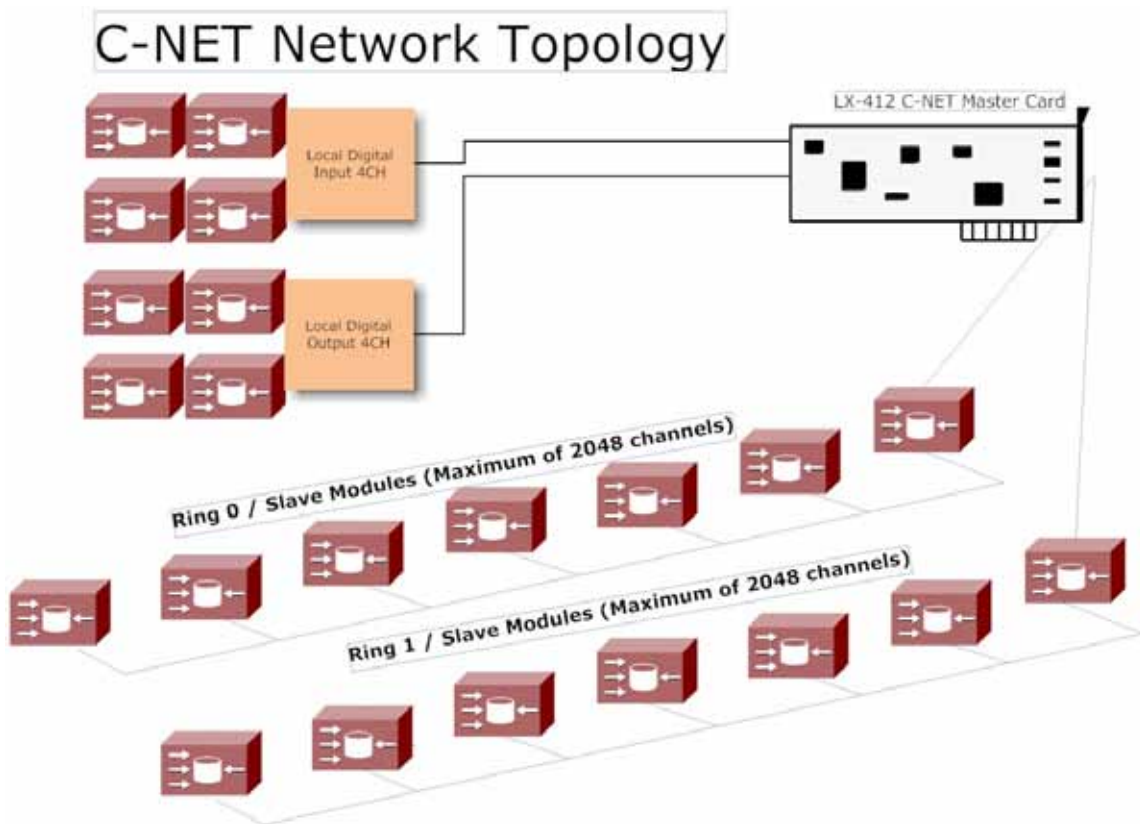 C-NET Network Topology
LX-412 C-NET Master Card
Local Digital
Input 4CH
Local Digital
Output 4CH
Ring 0 / Slave Modules (Maximum of 2048 channels)
Ring 1 / Slave Modules (Maximum of 2048 channels)